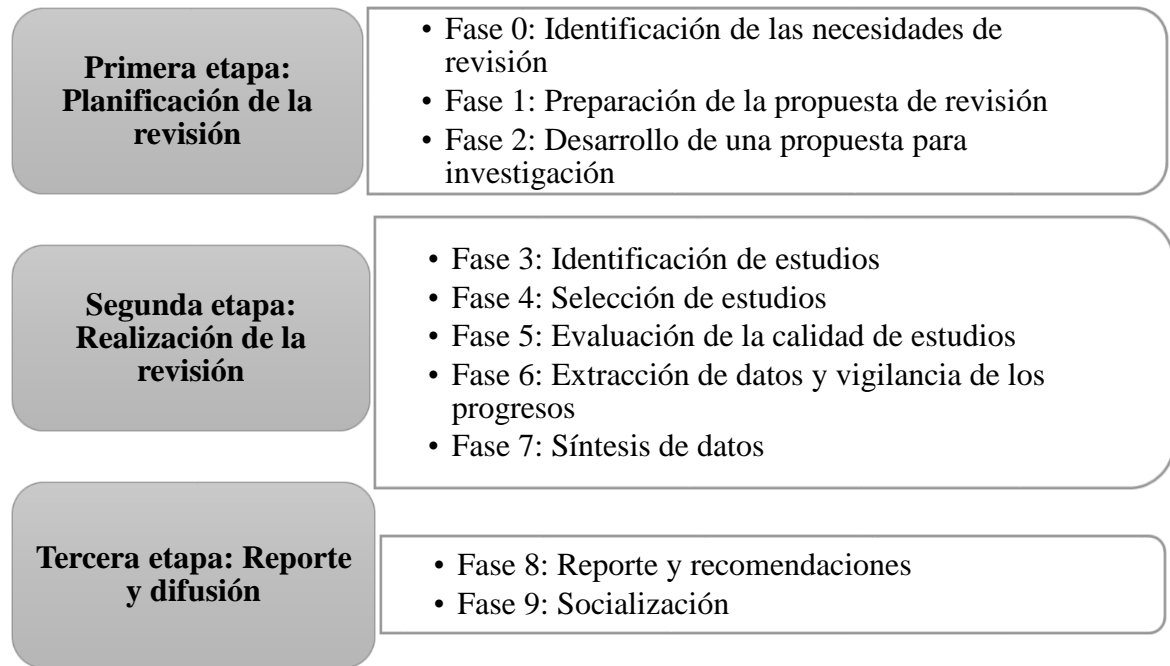 Primera etapa:
Planificación de la
revisión
• Fase 0: Identificación de las necesidades de
revisión
• Fase 1: Preparación de la propuesta de revisión
• Fase 2: Desarrollo de una propuesta para
investigación
Segunda etapa:
Realización de la
revisión
• Fase 3: Identificación de estudios
• Fase 4: Selección de estudios
• Fase 5: Evaluación de la calidad de estudios
• Fase 6: Extracción de datos y vigilancia de los
progresos
• Fase 7: Síntesis de datos
Tercera etapa: Reporte
y difusión
• Fase 8: Reporte y recomendaciones
• Fase 9: Socialización